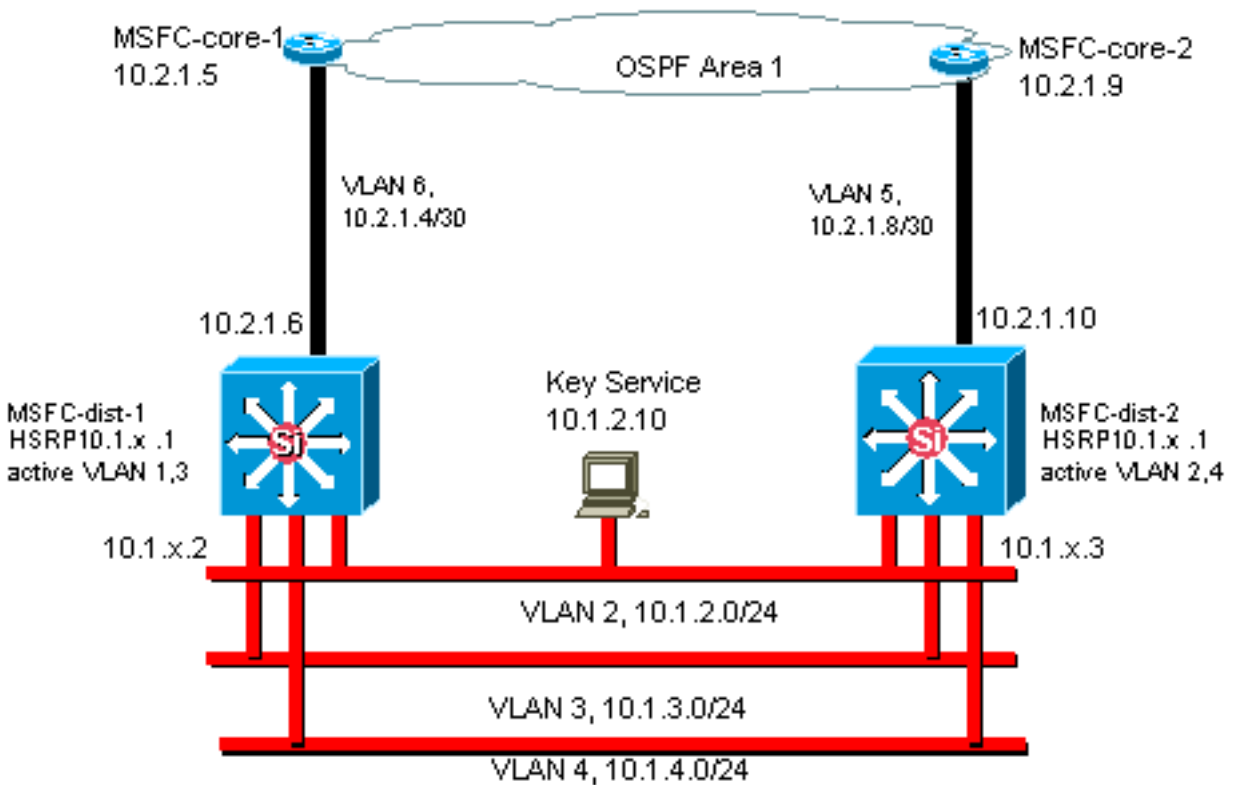 MSFC-core-1
10.2.1.5
OSPF Area 1
MSFC-core-2
10.2.1.9
VLAN 6,
10.2.1.4/30
VLAN 5,
10.2.1.8/30
10.2.1.6
10.2.1.10
Key Service
10.1.2.10
MSFC-dist-1
HSRP10.1.x .1
active VLAN 1,3
Si
Si
MSFC-dist-2
HSRP10.1.x .1
active VLAN 2,4
10.1.x.2
10.1.x.3
VLAN 2, 10.1.2.0/24
VLAN 3, 10.1.3.0/24
VLAN 4, 10.1.4.0/24